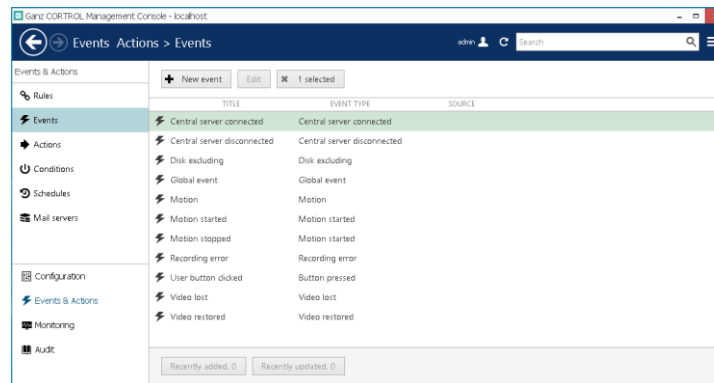 Ganz CORTROL Management Console - localhost
Events Actions > Events
admin
Search
Events & Actions
New event
Edit
1 selected
Rules
TITLE EVENT TYPE SOURCE
Events
Central server connected Central server connected
Actions
Central server disconnected Central server disconnected
Disk excluding Disk excluding
Conditions
Global event Global event
Schedules
Motion Motion
Mail servers
Motion started Motion started
Motion stopped Motion started
Recording error Recording error
Configuration
User button clicked Button pressed
Events & Actions
Video lost Video lost
Monitoring
Video restored Video restored
Audit
Recently added, 0
Recently updated, 0